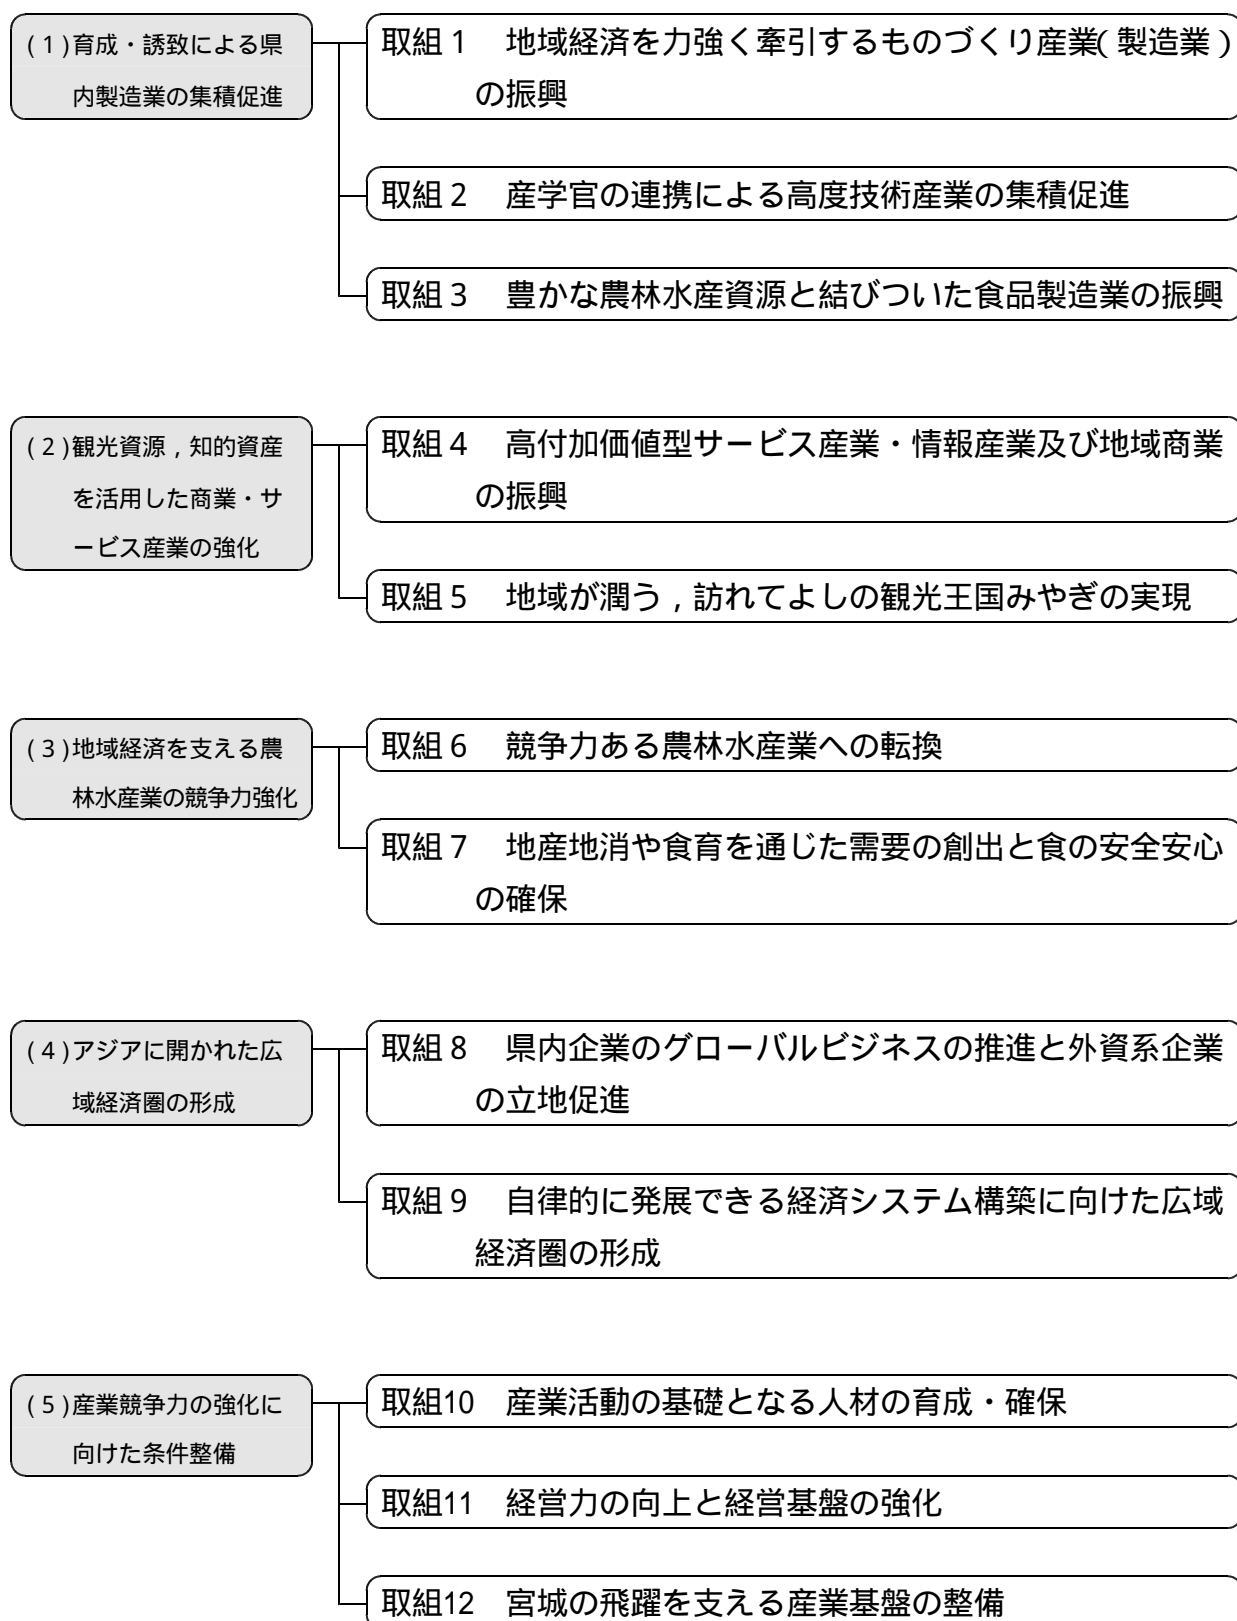 (1)育成・誘致による県
内製造業の集積促進
取組1 地域経済を力強く牽引するものづくり産業(製造業)
の振興
取組2 産学官の連携による高度技術産業の集積促進
取組3 豊かな農林水産資源と結びついた食品製造業の振興
(2)観光資源,知的資産
を活用した商業・サ
ービス産業の強化
取組4 高付加価値型サービス産業・情報産業及び地域商業
の振興
取組5 地域が潤う,訪れてよしの観光王国みやぎの実現
(3)地域経済を支える農
林水産業の競争力強化
取組6 競争力ある農林水産業への転換
取組7 地産地消や食育を通じた需要の創出と食の安全安心
の確保
(4)アジアに開かれた広
域経済圏の形成
取組8 県内企業のグローバルビジネスの推進と外資系企業
の立地促進
取組9 自律的に発展できる経済システム構築に向けた広域
経済圏の形成
(5)産業競争力の強化に
向けた条件整備
取組10 産業活動の基礎となる人材の育成・確保
取組11 経営力の向上と経営基盤の強化
取組12 宮城の飛躍を支える産業基盤の整備